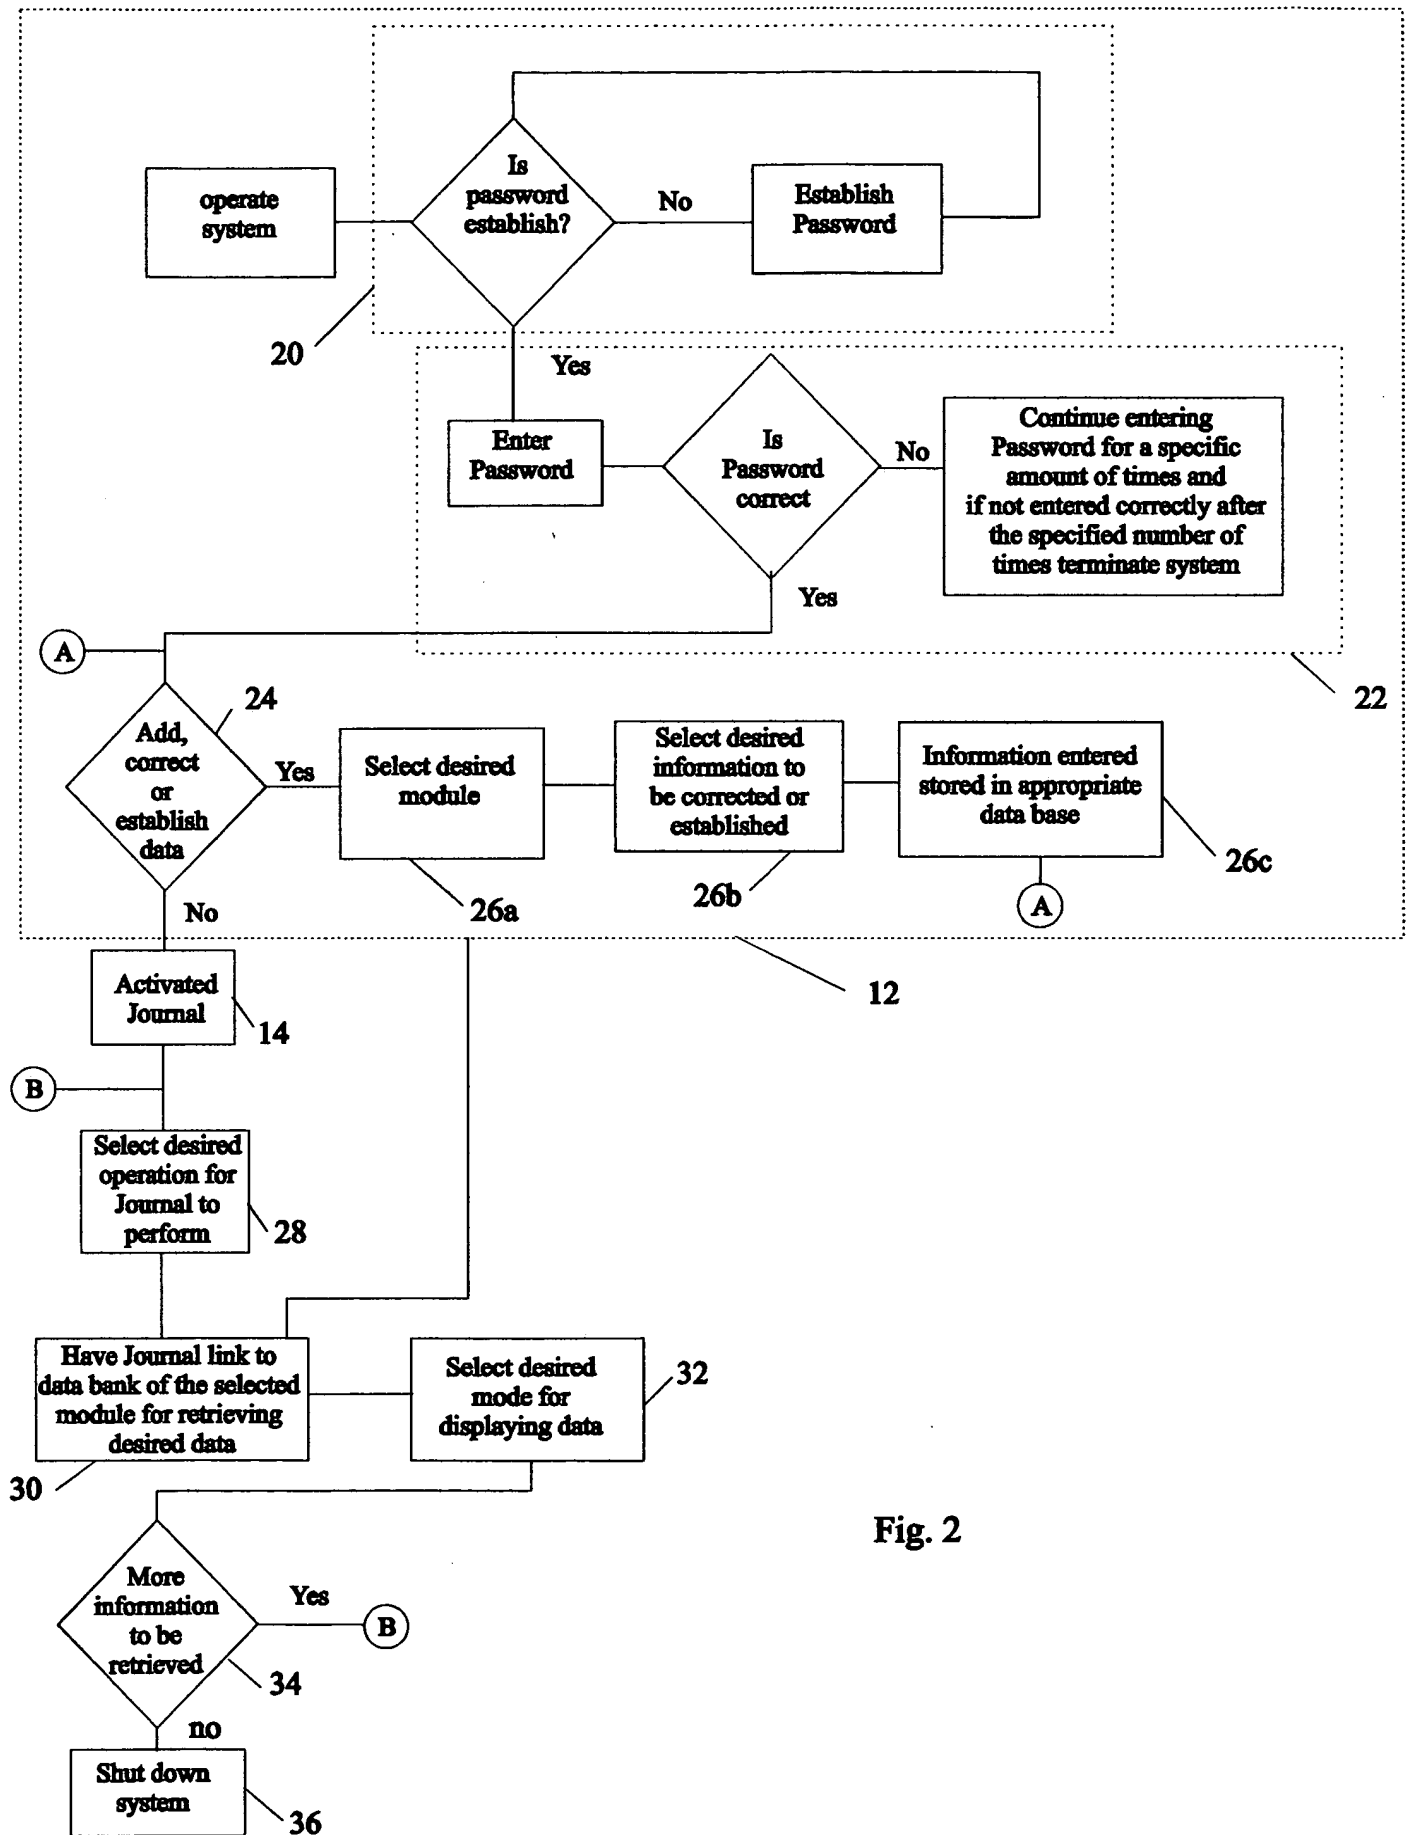 operate
system
Is
password
establish?
No
Establish
Password
20
Yes
Enter
Password
Is
Password
correct
No
Continue entering
Password for a specific
amount of times and
if not entered correctly after
the specified number of
times terminate system
Yes
22
A
24
Add,
correct
or
establish
data
Yes
Select desired
module
26a
Select desired
information to
be corrected or
established
26b
Information entered
stored in appropriate
data base
26c
A
No
12
Activated
Journal
14
B
Select desired
operation for
Journal to
perform
28
Have Journal link to
data bank of the selected
module for retrieving
desired data
30
Select desired
mode for
displaying data
32
Fig. 2
More
information
to be
retrieved
Yes
B
34
no
Shut down
system
36